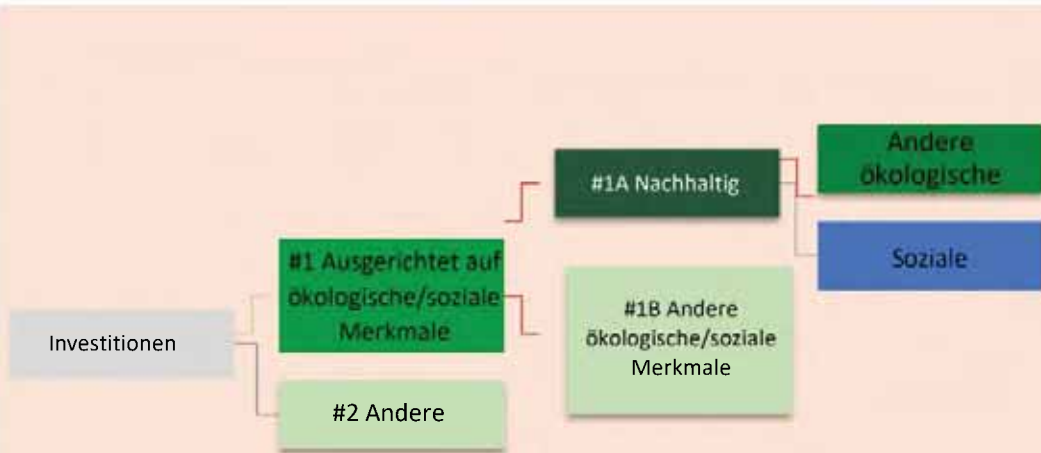 Investitionen
#1 Ausgerichtet auf
ökologische/soziale
Merkmale
#2 Andere
#1A Nachhaltig
#1B Andere
ökologische/soziale
Merkmale
Andere
ökologische
Soziale